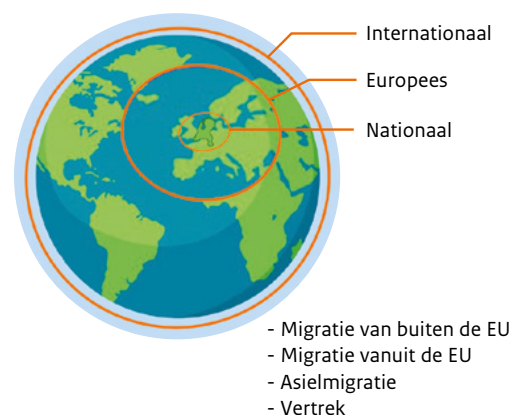 Internationaal
Europees
Nationaal
- Migratie van buiten de EU
- Migratie vanuit de EU
- Asielmigratie
- Vertrek